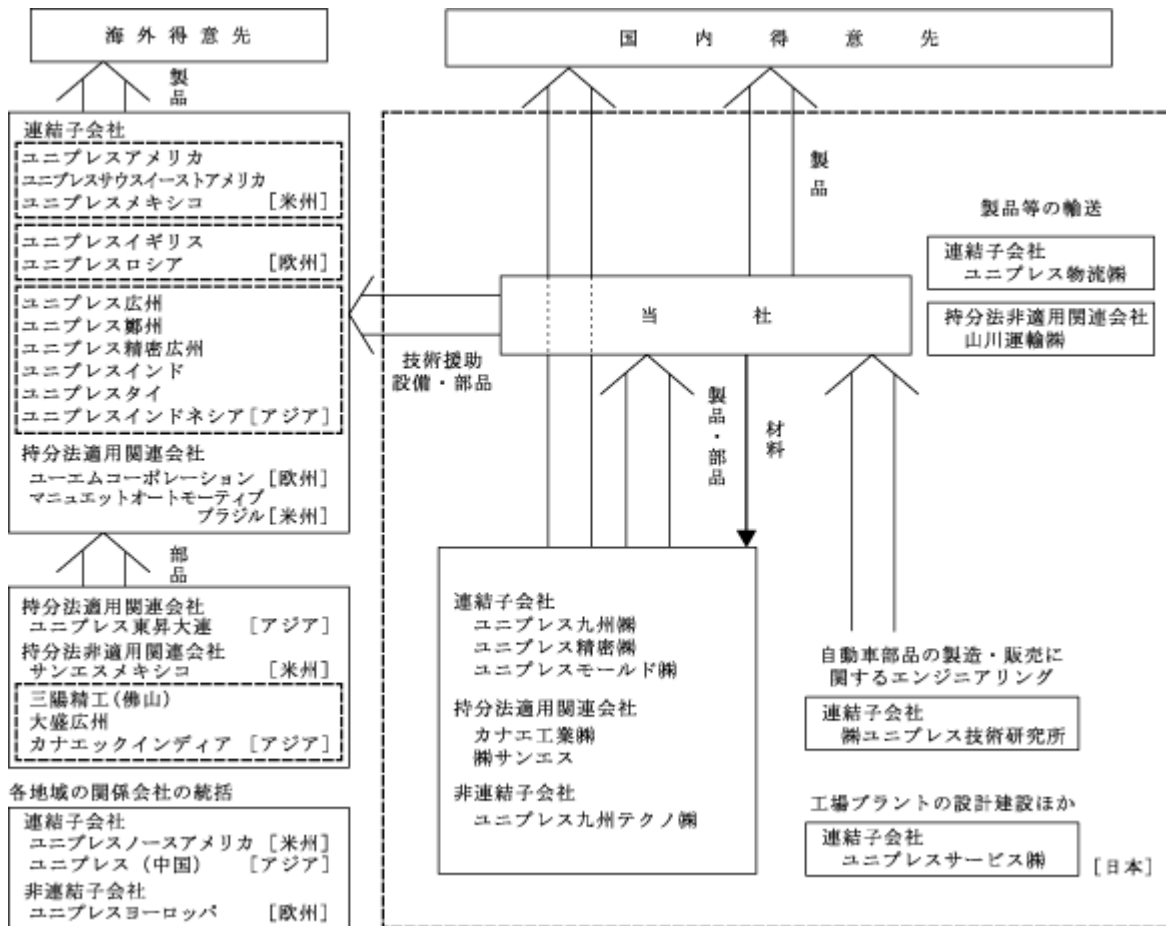 海外得意先
製品
連結子会社
ユニプレスアメリカ
ユニプレスサウスイーストアメリカ
ユニプレスメキシコ [米州]
ユニプレスイギリス
ユニプレスロシア [欧州]
ユニプレス広州
ユニプレス鄭州
ユニプレス精密広州
ユニプレスインド
ユニプレスタイ
ユニプレスインドネシア[アジア]
持分法適用関連会社
ユーエムコーポレーション [欧州]
マニュエットオートモーティブ
ブラジル[米州]
部品
持分法適用関連会社
ユニプレス東昇大連 [アジア]
持分法非適用関連会社
サンエスメキシコ [米州]
三陽精工(佛山)
大盛広州
カナエックインディア [アジア]
各地域の関係会社の統括
連結子会社
ユニプレスノースアメリカ [米州]
ユニプレス（中国） [アジア]
非連結子会社
ユニプレスヨーロッパ [欧州]
国内得意先
製品
製品等の輸送
連結子会社
ユニプレス物流㈱
持分法非適用関連会社
山川運輸㈱
当社
技術援助
設備・部品
製品・部品
材料
連結子会社
ユニプレス九州㈱
ユニプレス精密㈱
ユニプレスモールド㈱
持分法適用関連会社
カナエ工業㈱
㈱サンエス
非連結子会社
ユニプレス九州テクノ㈱
自動車部品の製造・販売に
関するエンジニアリング
連結子会社
㈱ユニプレス技術研究所
工場プラントの設計建設ほか
連結子会社
ユニプレスサービス㈱
[日本]